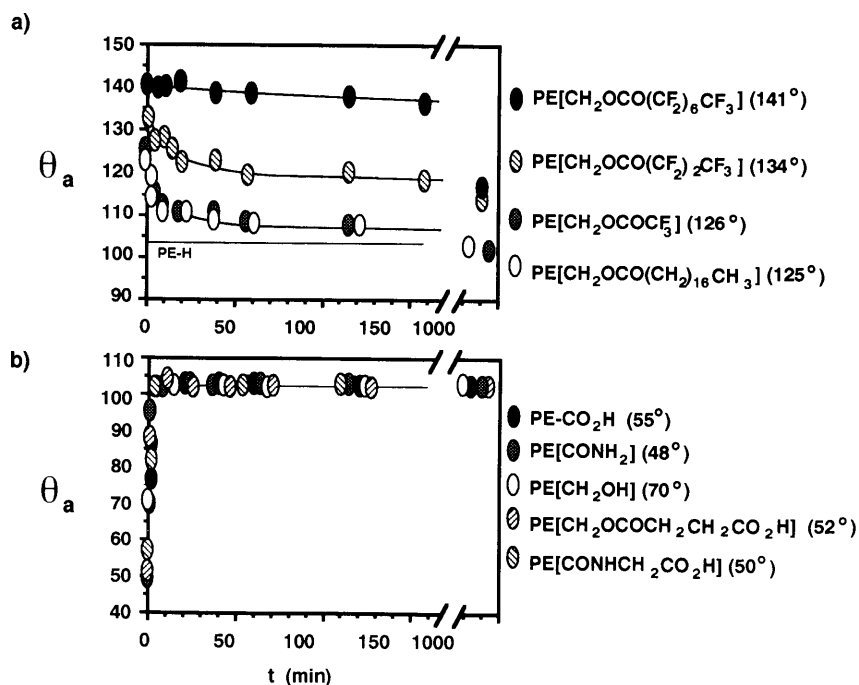 a)
150
140
130
120
110
100
90
θa
PE-H
0
50
100
150
1000
PE[CH2OCO(CF2)6CF3] (141°)
PE[CH2OCO(CF2)2CF3] (134°)
PE[CH2OCOCF3] (126°)
PE[CH2OCO(CH2)16CH3] (125°)
b)
110
100
90
80
70
60
50
40
θa
0
50
100
150
1000
t (min)
PE-CO2H (55°)
PE[CONH2] (48°)
PE[CH2OH] (70°)
PE[CH2OCOCH2CH2CO2H] (52°)
PE[CONHCH2CO2H] (50°)